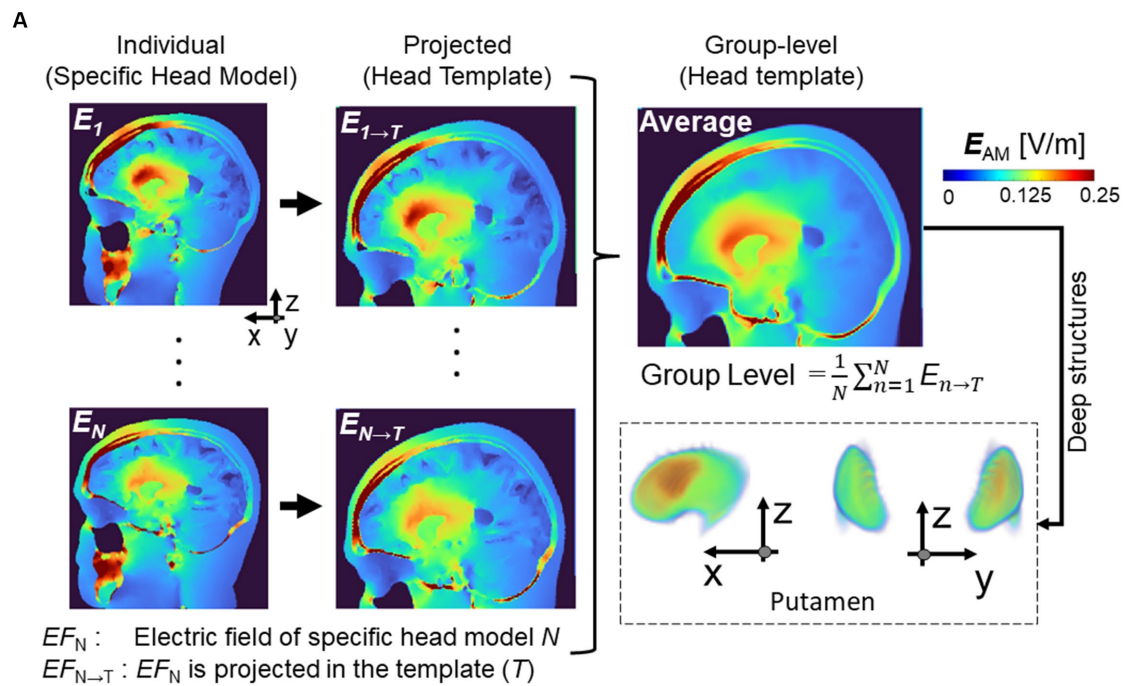 A
Individual
(Specific Head Model)
Projected
(Head Template)
Group-level
(Head template)
E1
E1→T
Average
EAM [V/m]
0 0.125 0.25
z
x y
EN
EN→T
Group Level = 1/N ∑ N n=1 En→T
Deep structures
z
x
z
y
Putamen
EFN : Electric field of specific head model N
EFN→T : EFN is projected in the template (T)